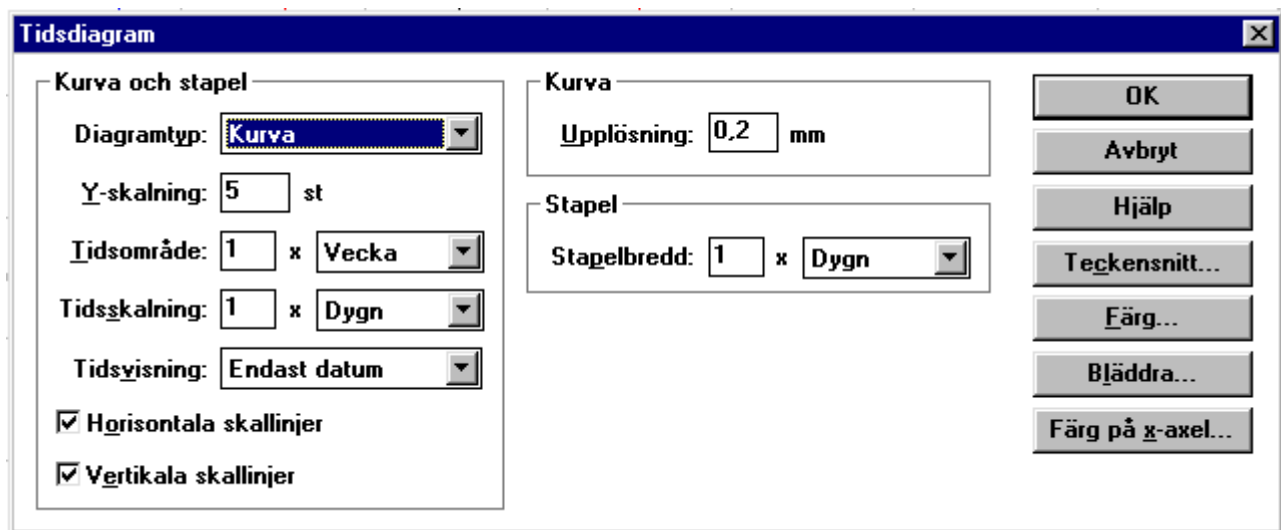 Tidsdiagram
Kurva och stapel
Diagramtyp: Kurva
Y-skalning: 5 st
Tidsområde: 1 x Vecka
Tidsskalning: 1 x Dygn
Tidsvisning: Endast datum
Horisontala skallinjer
Vertikala skallinjer
Kurva
Upplösning: 0,2 mm
Stapel
Stapelbredd: 1 x Dygn
OK
Avbryt
Hjälp
Teckensnitt...
Färg...
Bläddra...
Färg på x-axel...